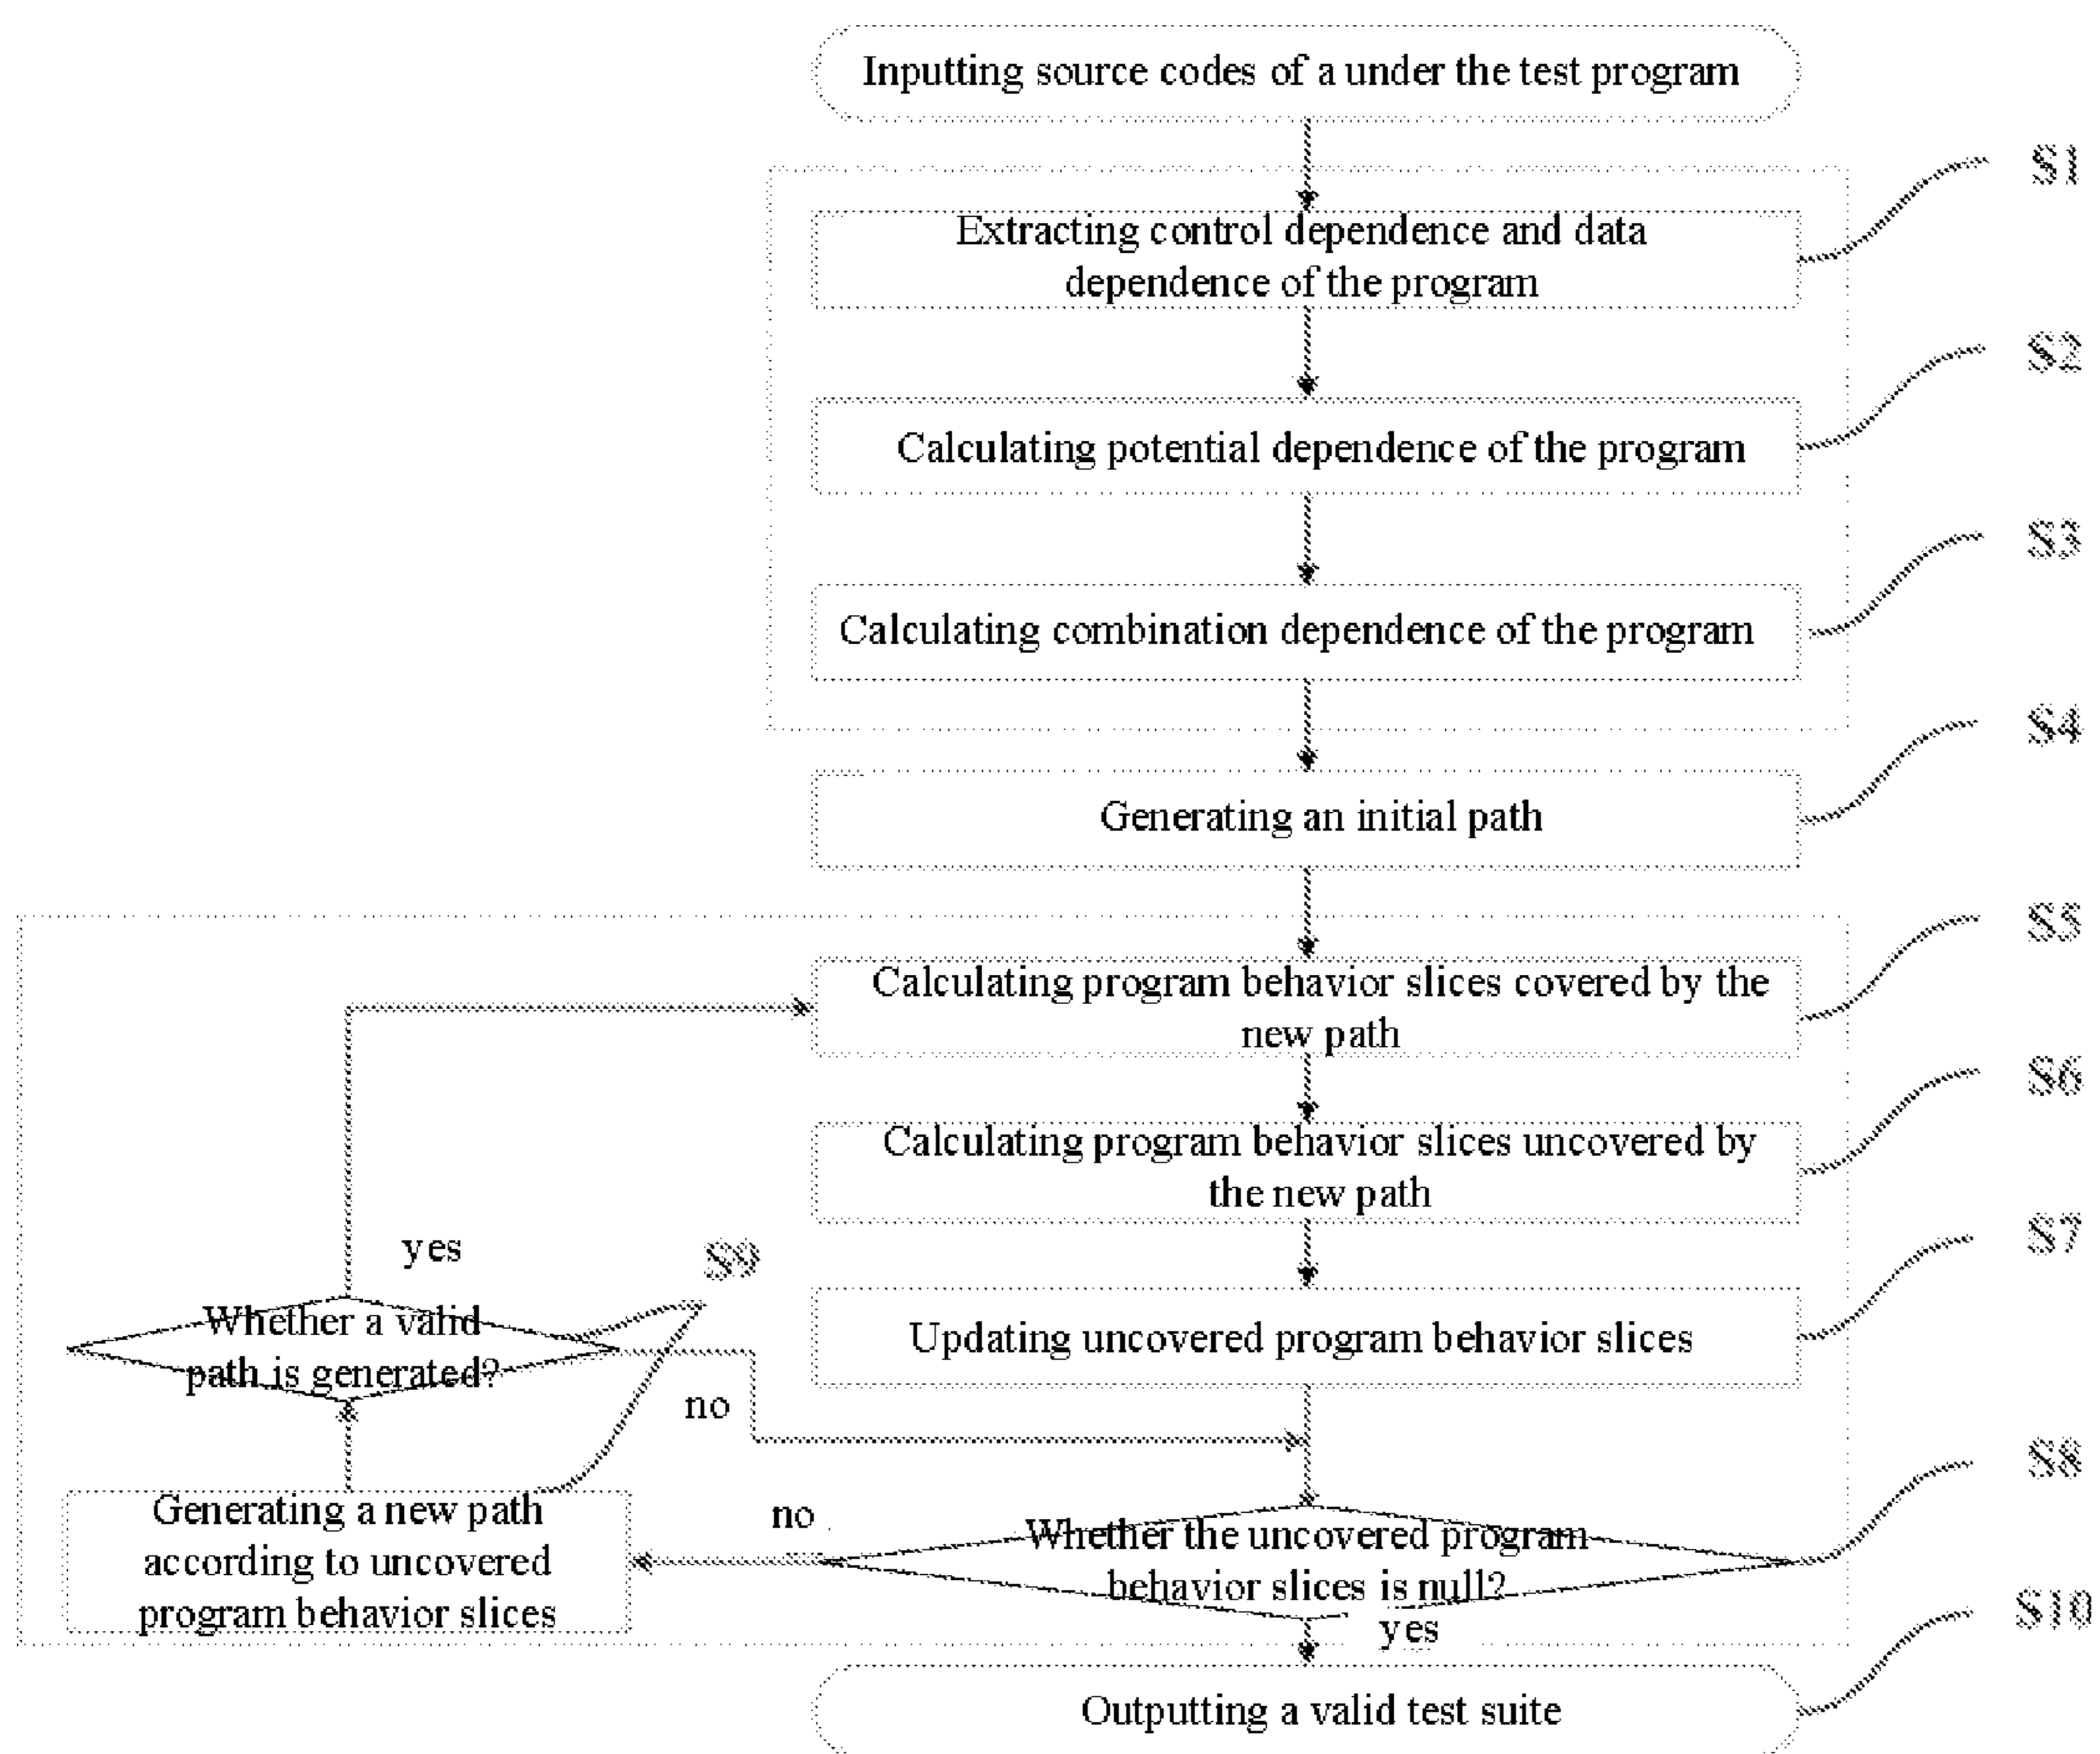 Inputting source codes of a under the test program
S1
Extracting control dependence and data
dependence of the program
S2
Calculating potential dependence of the program
S3
Calculating combination dependence of the program
S4
Generating an initial path
S5
Calculating program behavior slices covered by the
new path
S6
Calculating program behavior slices uncovered by
the new path
S7
Updating uncovered program behavior slices
yes
S9
Whether a valid
path is generated?
no
S8
Whether the uncovered program
behavior slices is null?
no
Generating a new path
according to uncovered
program behavior slices
yes
S10
Outputting a valid test suite